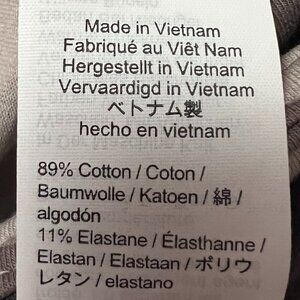 Made in Vietnam
Fabriqué au Viêt Nam
Hergestellt in Vietnam
Vervaardigd in Vietnam
ベトナム製
hecho en vietnam
89% Cotton / Coton /
Baumwolle / Katoen / 綿 /
algodón
11% Elastane / Élasthanne /
Elastan / Elastaan / ポリウ
レタン / elastano